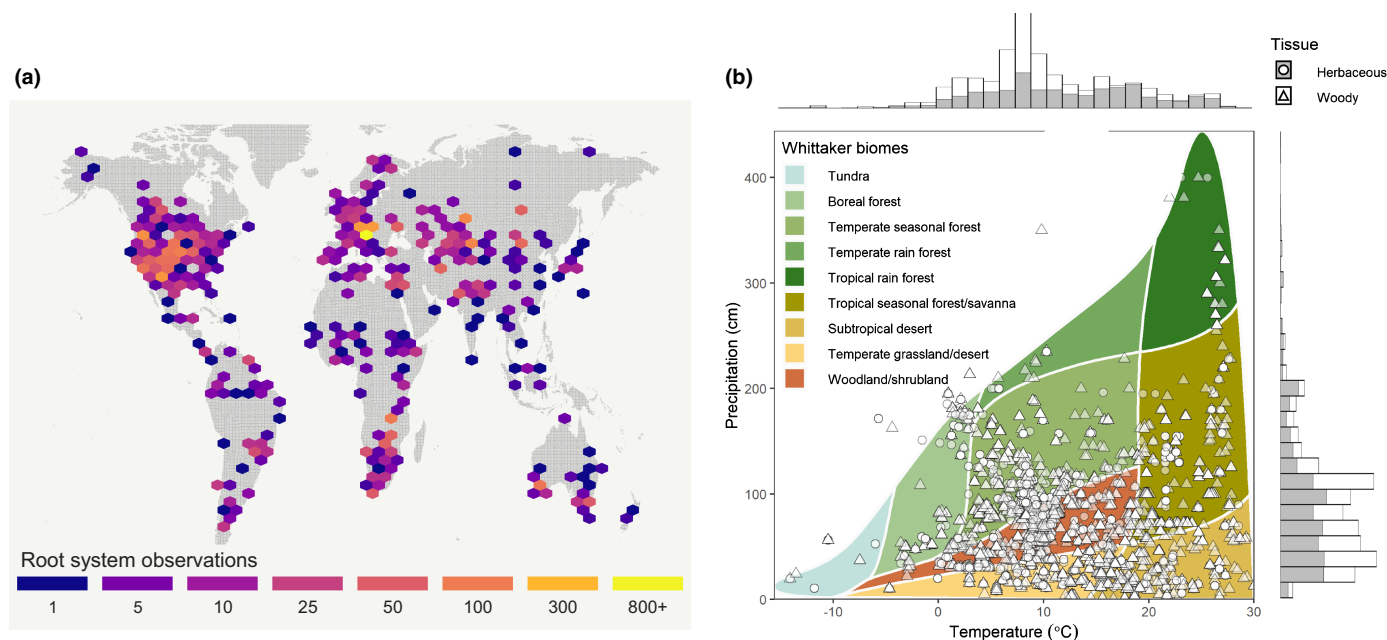 (a)
Root system observations
1 5 10 25 50 100 300 800+
(b)
Tissue
Herbaceous
Woody
Whittaker biomes
Tundra
Boreal forest
Temperate seasonal forest
Temperate rain forest
Tropical rain forest
Tropical seasonal forest/savanna
Subtropical desert
Temperate grassland/desert
Woodland/shrubland
Precipitation (cm)
400
300
200
100
0
-10 0 10 20 30
Temperature (°C)